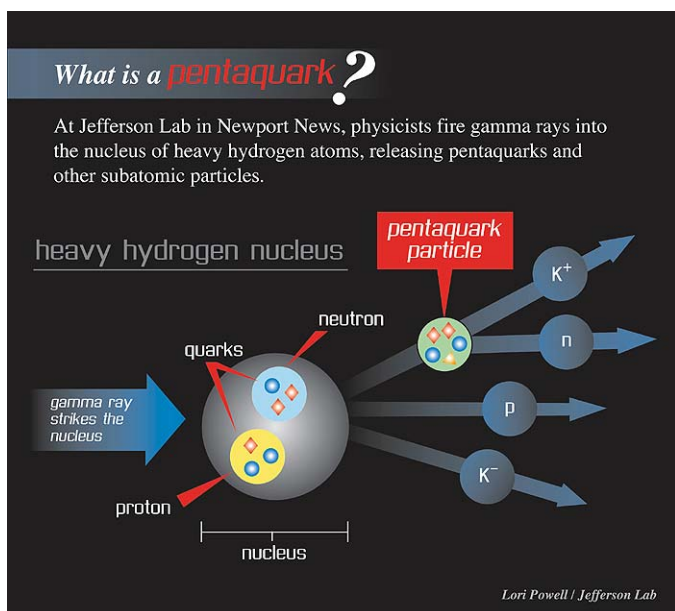 What is a pentaquark?
At Jefferson Lab in Newport News, physicists fire gamma rays into
the nucleus of heavy hydrogen atoms, releasing pentaquarks and
other subatomic particles.
heavy hydrogen nucleus
pentaquark
particle
K+
neutron
n
quarks
gamma ray
strikes the
nucleus
p
K−
proton
nucleus
Lori Powell / Jefferson Lab